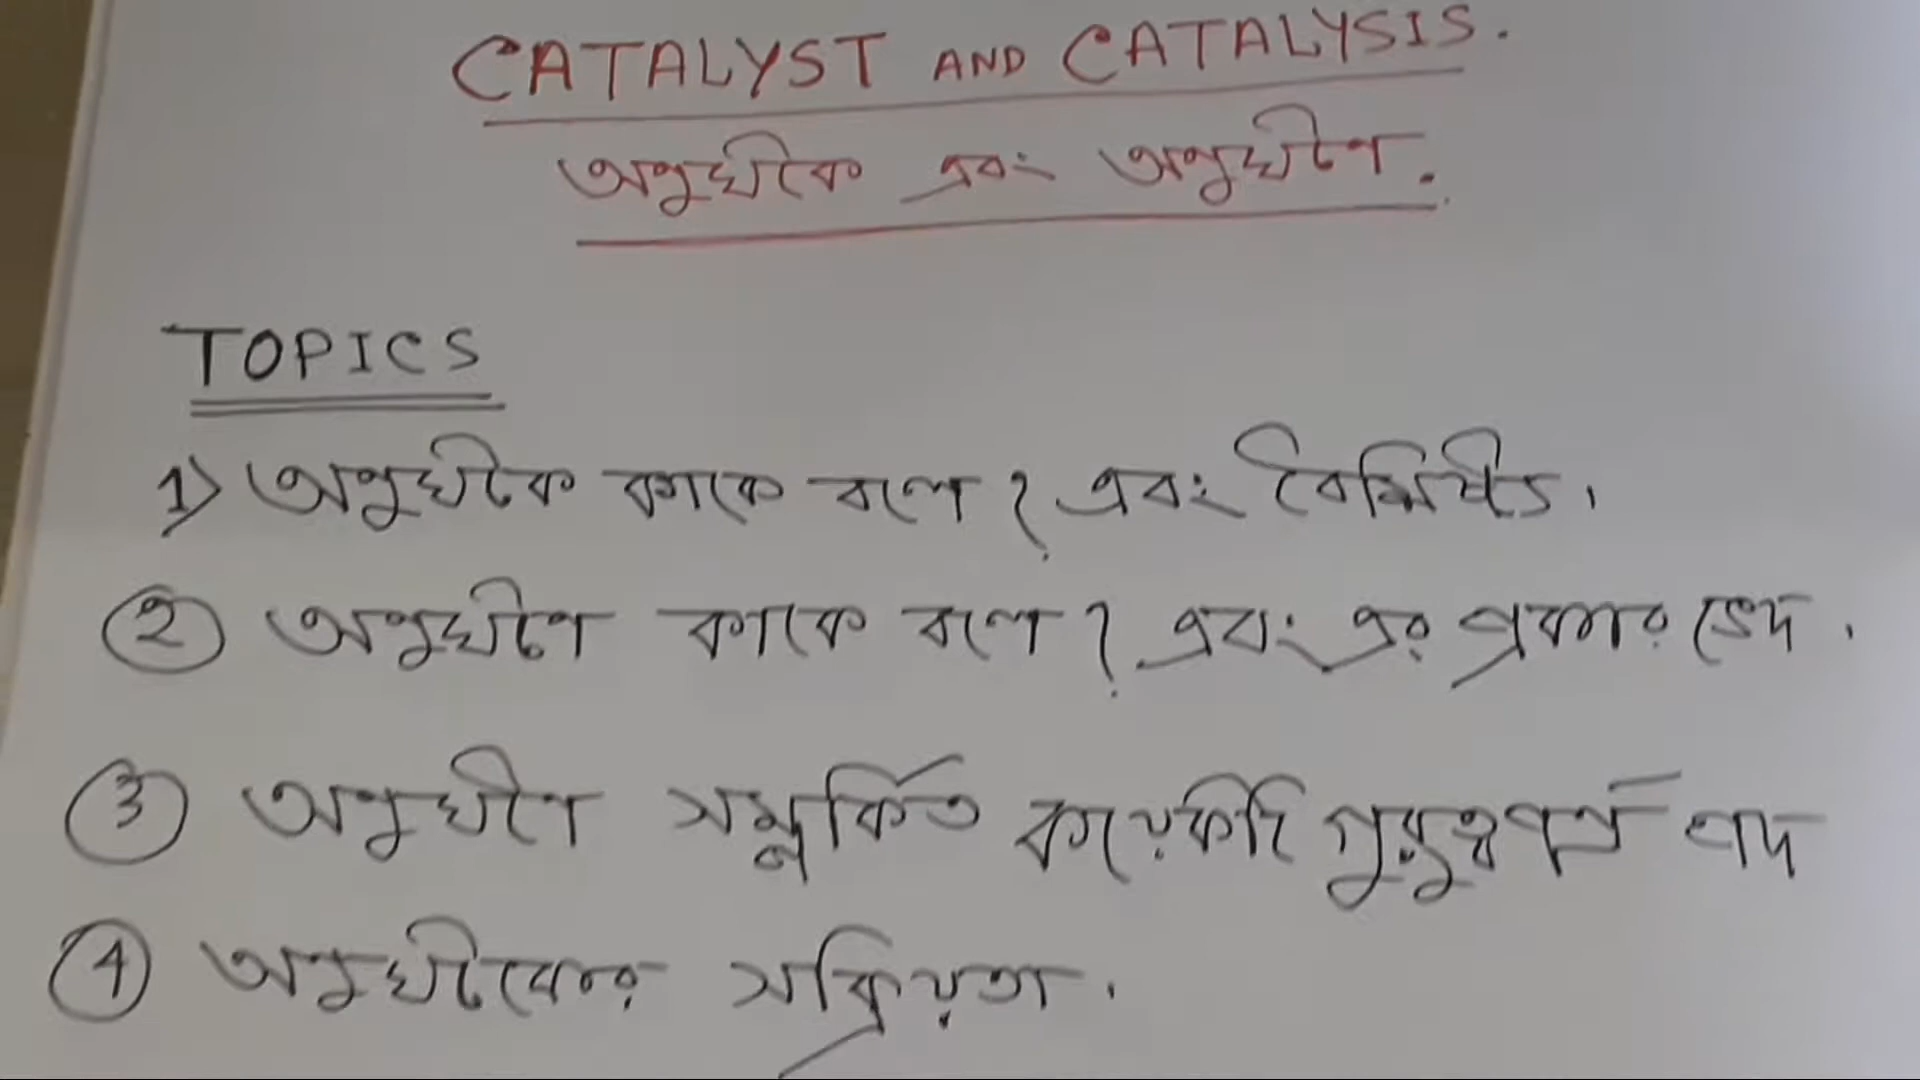 CATALYST AND CATALYSIS.
অনুঘটক এবং অনুঘটন.
TOPICS
1) অনুঘটক কাকে বলে? এবং বৈশিষ্ট্য.
② অনুঘটন কাকে বলে? এবং এর প্রকার ভেদ.
③ অনুঘটন সম্পর্কিত কয়েকটি গুরুত্বপূর্ণ পদ
④ অনুঘটকের সক্রিয়তা.